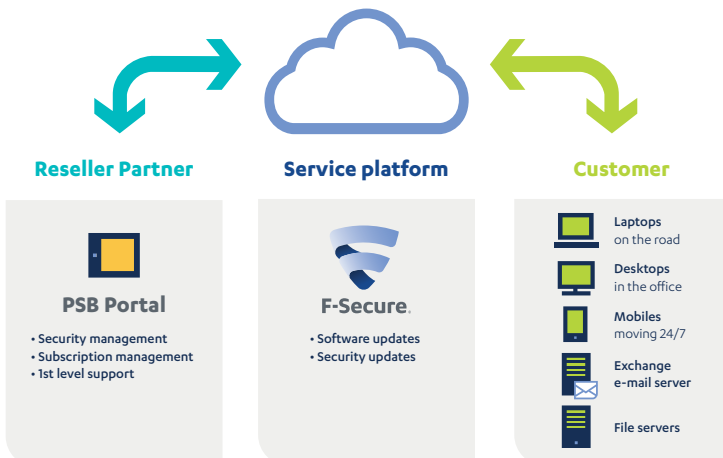 Reseller Partner
Service platform
Customer
PSB Portal
• Security management
• Subscription management
• 1st level support
F-Secure.
• Software updates
• Security updates
Laptops
on the road
Desktops
in the office
Mobiles
moving 24/7
Exchange
e-mail server
File servers